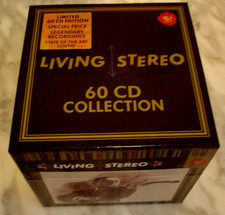 LIMITED
60 CD EDITION
SPECIAL PRICE
LEGENDARY
RECORDINGS
STATE OF THE ART
SOUND
LIVING STEREO
60 CD
COLLECTION
LIVING STEREO